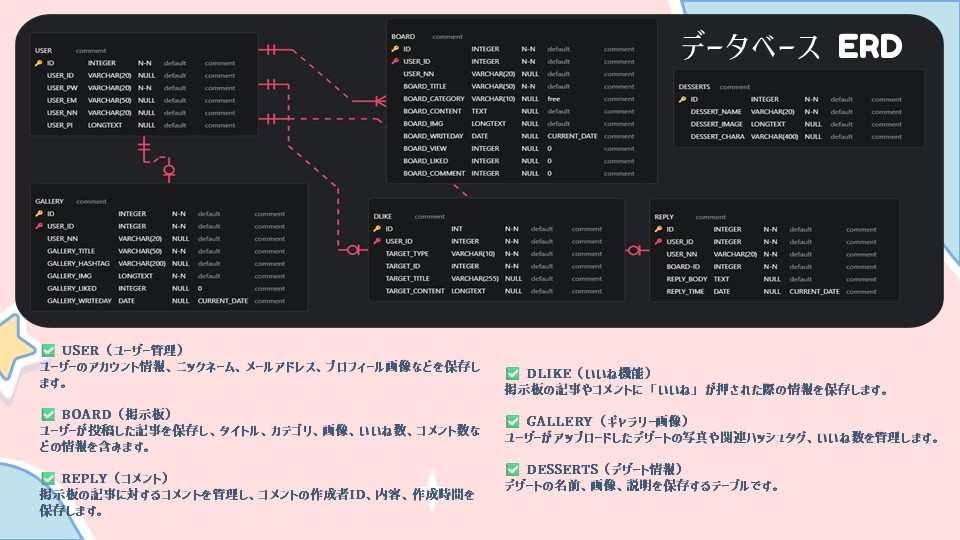 データベース ERD
USER comment
ID INTEGER N-N default comment
USER_ID VARCHAR(20) NULL default comment
USER_PW VARCHAR(20) N-N default comment
USER_EM VARCHAR(50) NULL default comment
USER_NN VARCHAR(20) NULL default comment
USER_PI LONGTEXT NULL default comment
BOARD comment
ID INTEGER N-N default comment
USER_ID INTEGER N-N default comment
USER_NN VARCHAR(20) NULL default comment
BOARD_TITLE VARCHAR(50) N-N default comment
BOARD_CATEGORY VARCHAR(10) NULL free comment
BOARD_CONTENT TEXT NULL default comment
BOARD_IMG LONGTEXT NULL default comment
BOARD_WRITEDAY DATE NULL CURRENT_DATE comment
BOARD_VIEW INTEGER NULL 0 comment
BOARD_LIKED INTEGER NULL 0 comment
BOARD_COMMENT INTEGER NULL 0 comment
DESSERTS comment
ID INTEGER N-N default comment
DESSERT_NAME VARCHAR(20) N-N default comment
DESSERT_IMAGE LONGTEXT NULL default comment
DESSERT_CHARA VARCHAR(400) NULL default comment
GALLERY comment
ID INTEGER N-N default comment
USER_ID INTEGER N-N default comment
USER_NN VARCHAR(20) NULL default comment
GALLERY_TITLE VARCHAR(50) N-N default comment
GALLERY_HASHTAG VARCHAR(200) NULL default comment
GALLERY_IMG LONGTEXT N-N default comment
GALLERY_LIKED INTEGER NULL 0 comment
GALLERY_WRITEDAY DATE NULL CURRENT_DATE comment
DLIKE comment
ID INT N-N default comment
USER_ID INTEGER N-N default comment
TARGET_TYPE VARCHAR(10) N-N default comment
TARGET_ID INTEGER N-N default comment
TARGET_TITLE VARCHAR(255) NULL default comment
TARGET_CONTENT LONGTEXT NULL default comment
REPLY comment
ID INTEGER N-N default comment
USER_ID INTEGER N-N default comment
USER_NN VARCHAR(20) N-N default comment
BOARD-ID INTEGER N-N default comment
REPLY_BODY TEXT NULL default comment
REPLY_TIME DATE NULL CURRENT_DATE comment
✅ USER（ユーザー管理）
ユーザーのアカウント情報、ニックネーム、メールアドレス、プロフィール画像などを保存し
ます。
✅ BOARD（掲示板）
ユーザーが投稿した記事を保存し、タイトル、カテゴリ、画像、いいね数、コメント数な
どの情報を含みます。
✅ REPLY（コメント）
掲示板の記事に対するコメントを管理し、コメントの作成者ID、内容、作成時間を
保存します。
✅ DLIKE（いいね機能）
掲示板の記事やコメントに「いいね」が押された際の情報を保存します。
✅ GALLERY（ギャラリー画像）
ユーザーがアップロードしたデザートの写真や関連ハッシュタグ、いいね数を管理します。
✅ DESSERTS（デザート情報）
デザートの名前、画像、説明を保存するテーブルです。